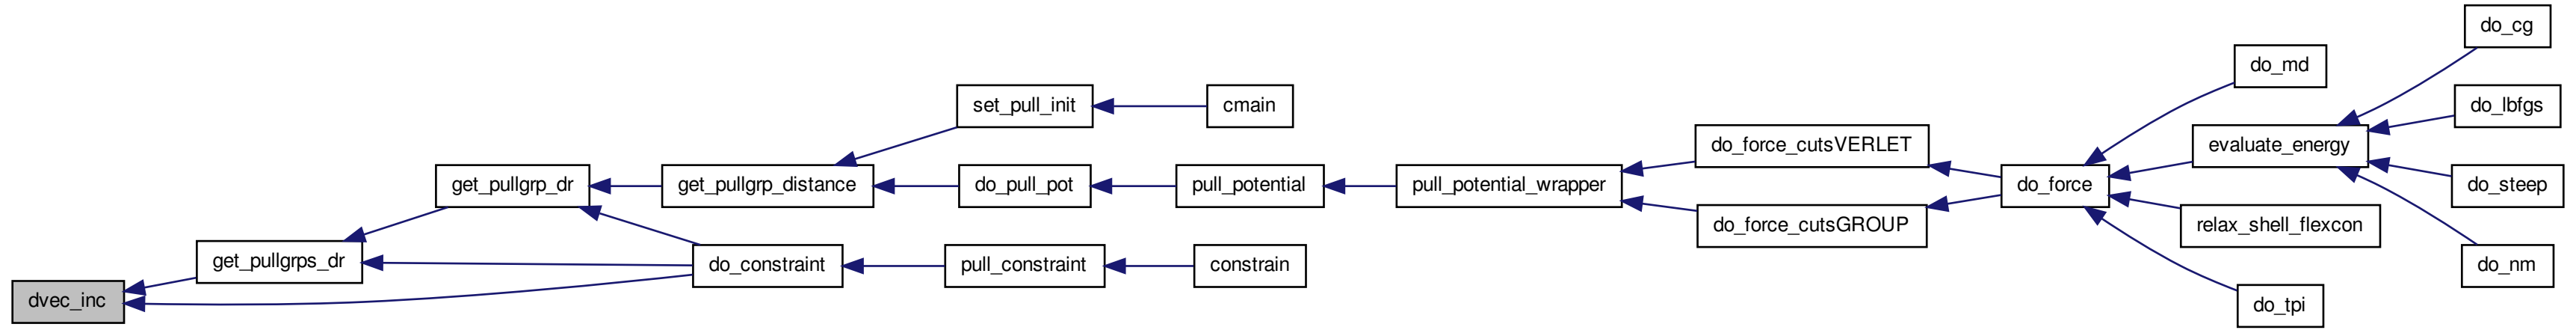 dvec_inc
get_pullgrps_dr
get_pullgrp_dr
get_pullgrp_distance
set_pull_init
cmain
do_pull_pot
pull_potential
pull_potential_wrapper
do_force_cutsVERLET
do_force_cutsGROUP
do_force
do_md
evaluate_energy
do_cg
do_lbfgs
do_steep
do_nm
relax_shell_flexcon
do_tpi
do_constraint
pull_constraint
constrain